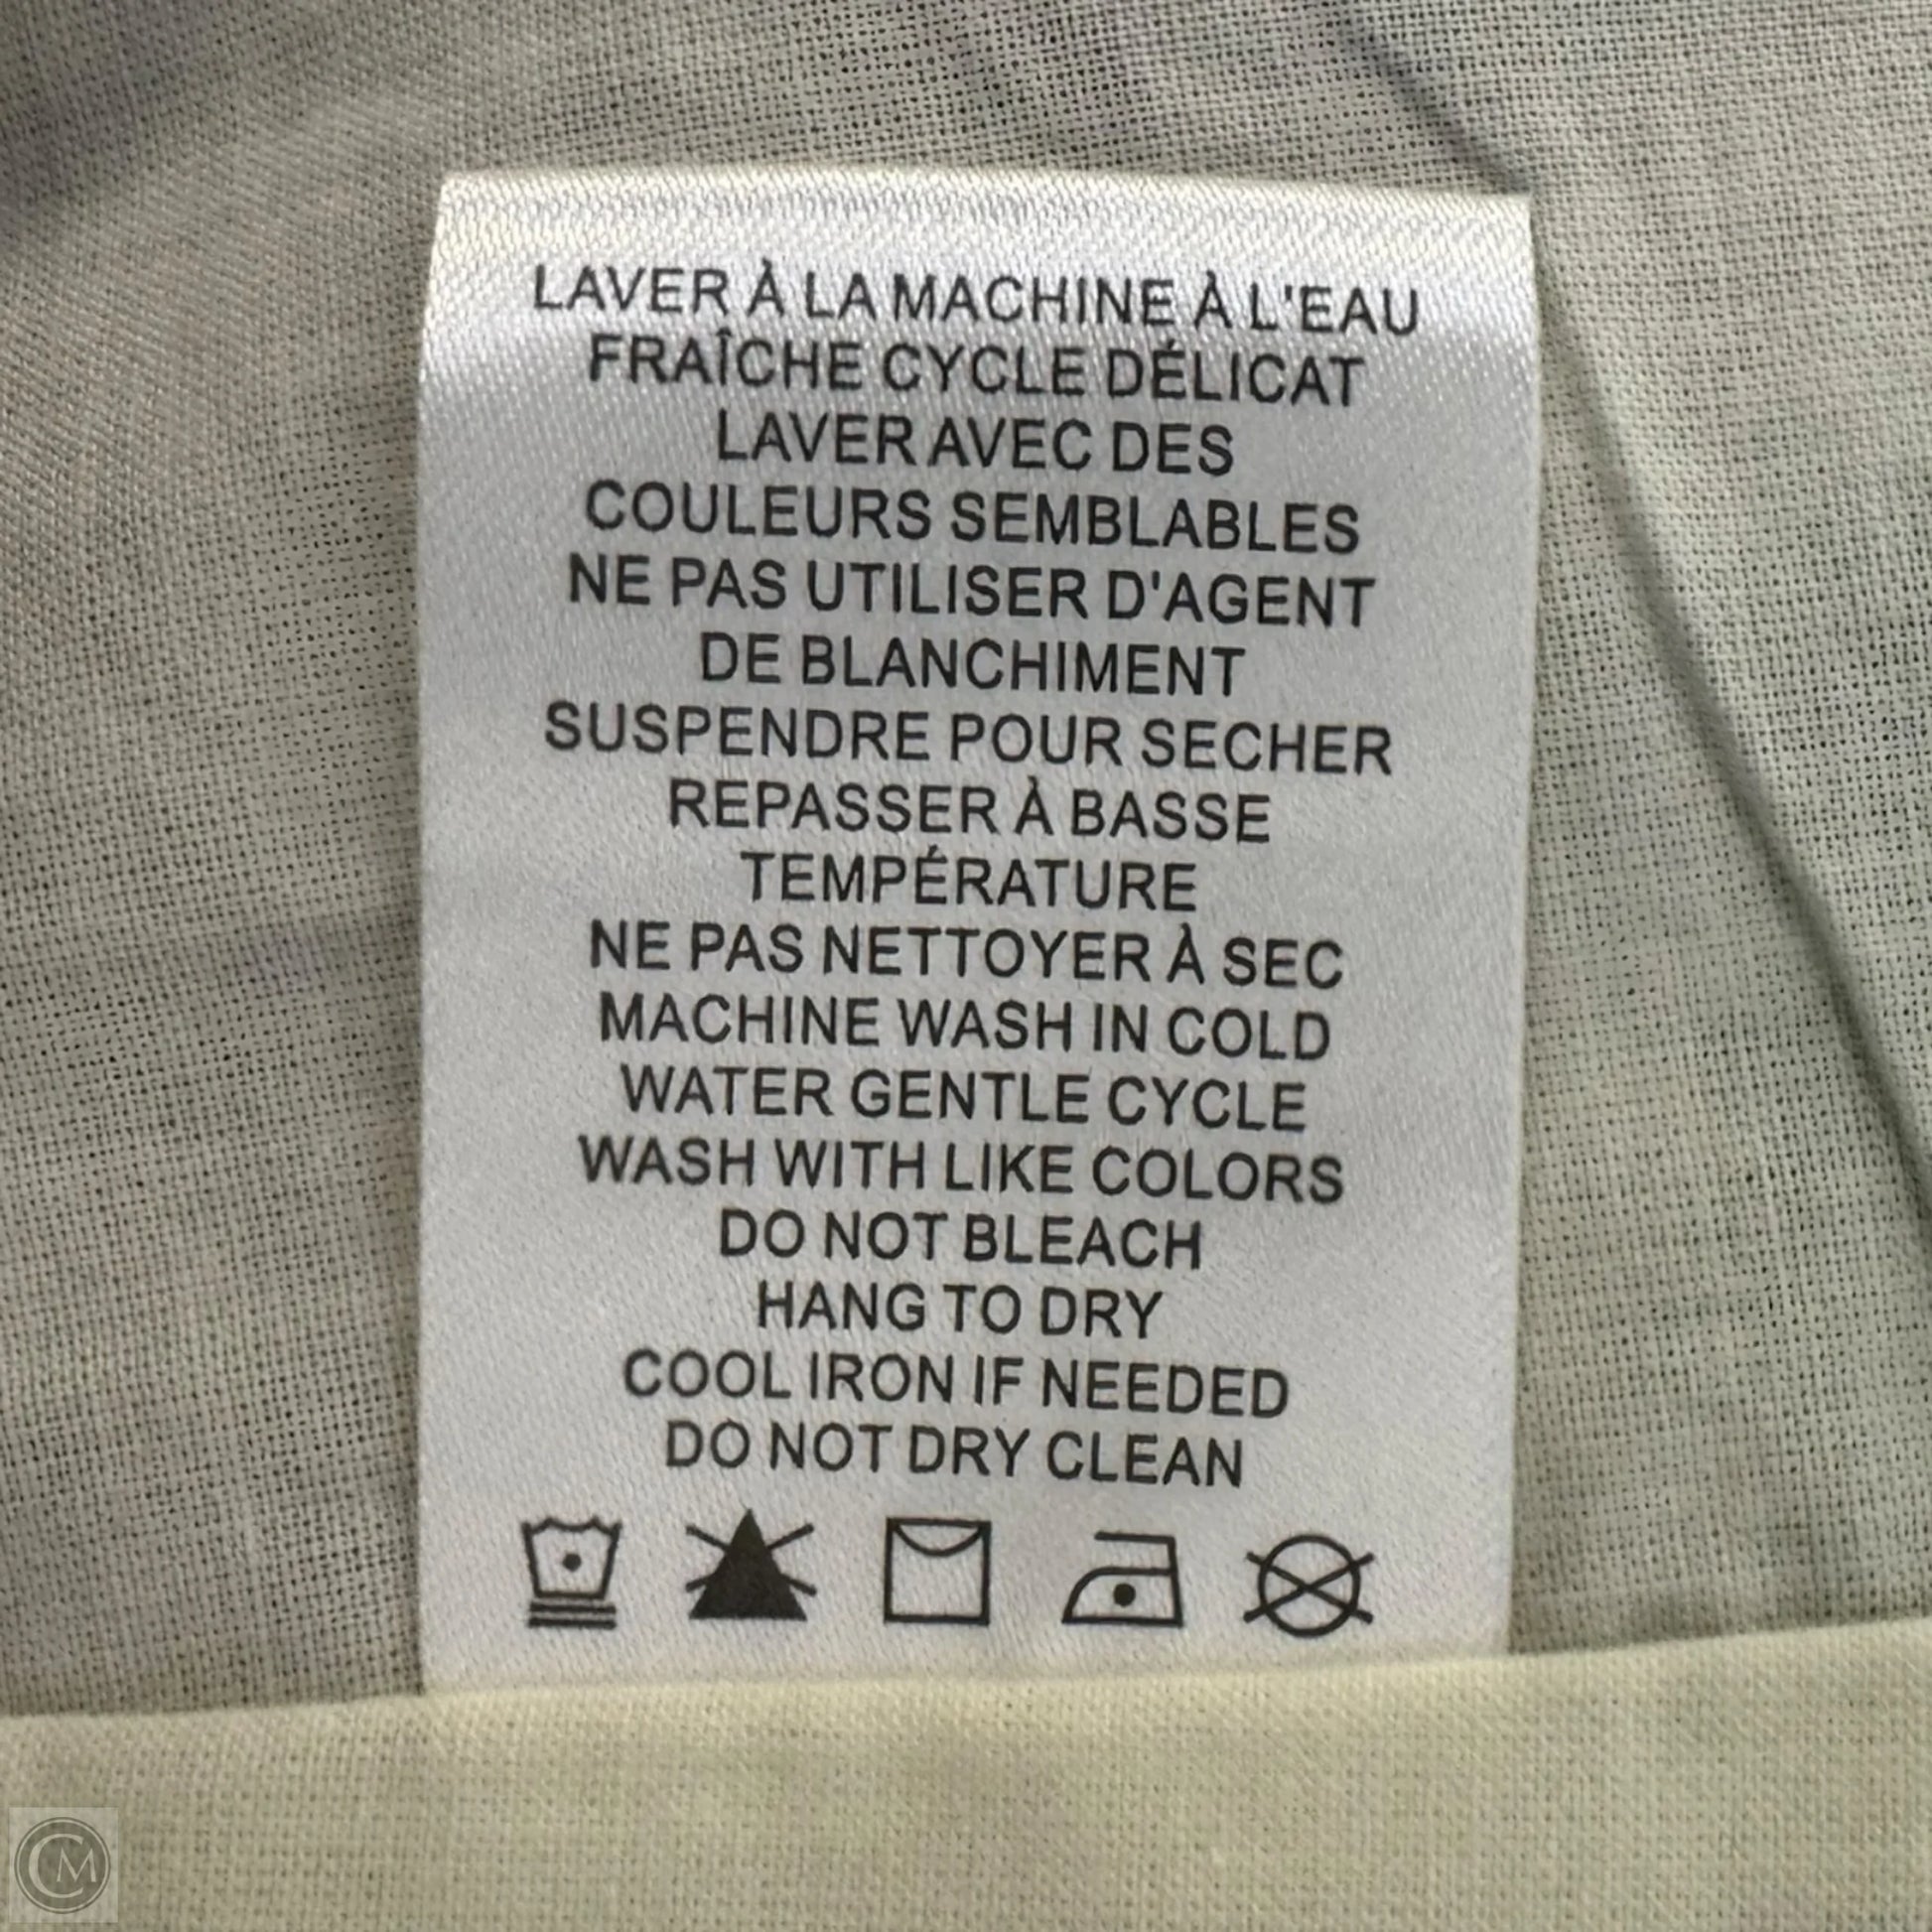 LAVER À LA MACHINE À L'EAU
FRAÎCHE CYCLE DÉLICAT
LAVER AVEC DES
COULEURS SEMBLABLES
NE PAS UTILISER D'AGENT
DE BLANCHIMENT
SUSPENDRE POUR SECHER
REPASSER À BASSE
TEMPÉRATURE
NE PAS NETTOYER À SEC
MACHINE WASH IN COLD
WATER GENTLE CYCLE
WASH WITH LIKE COLORS
DO NOT BLEACH
HANG TO DRY
COOL IRON IF NEEDED
DO NOT DRY CLEAN
CM